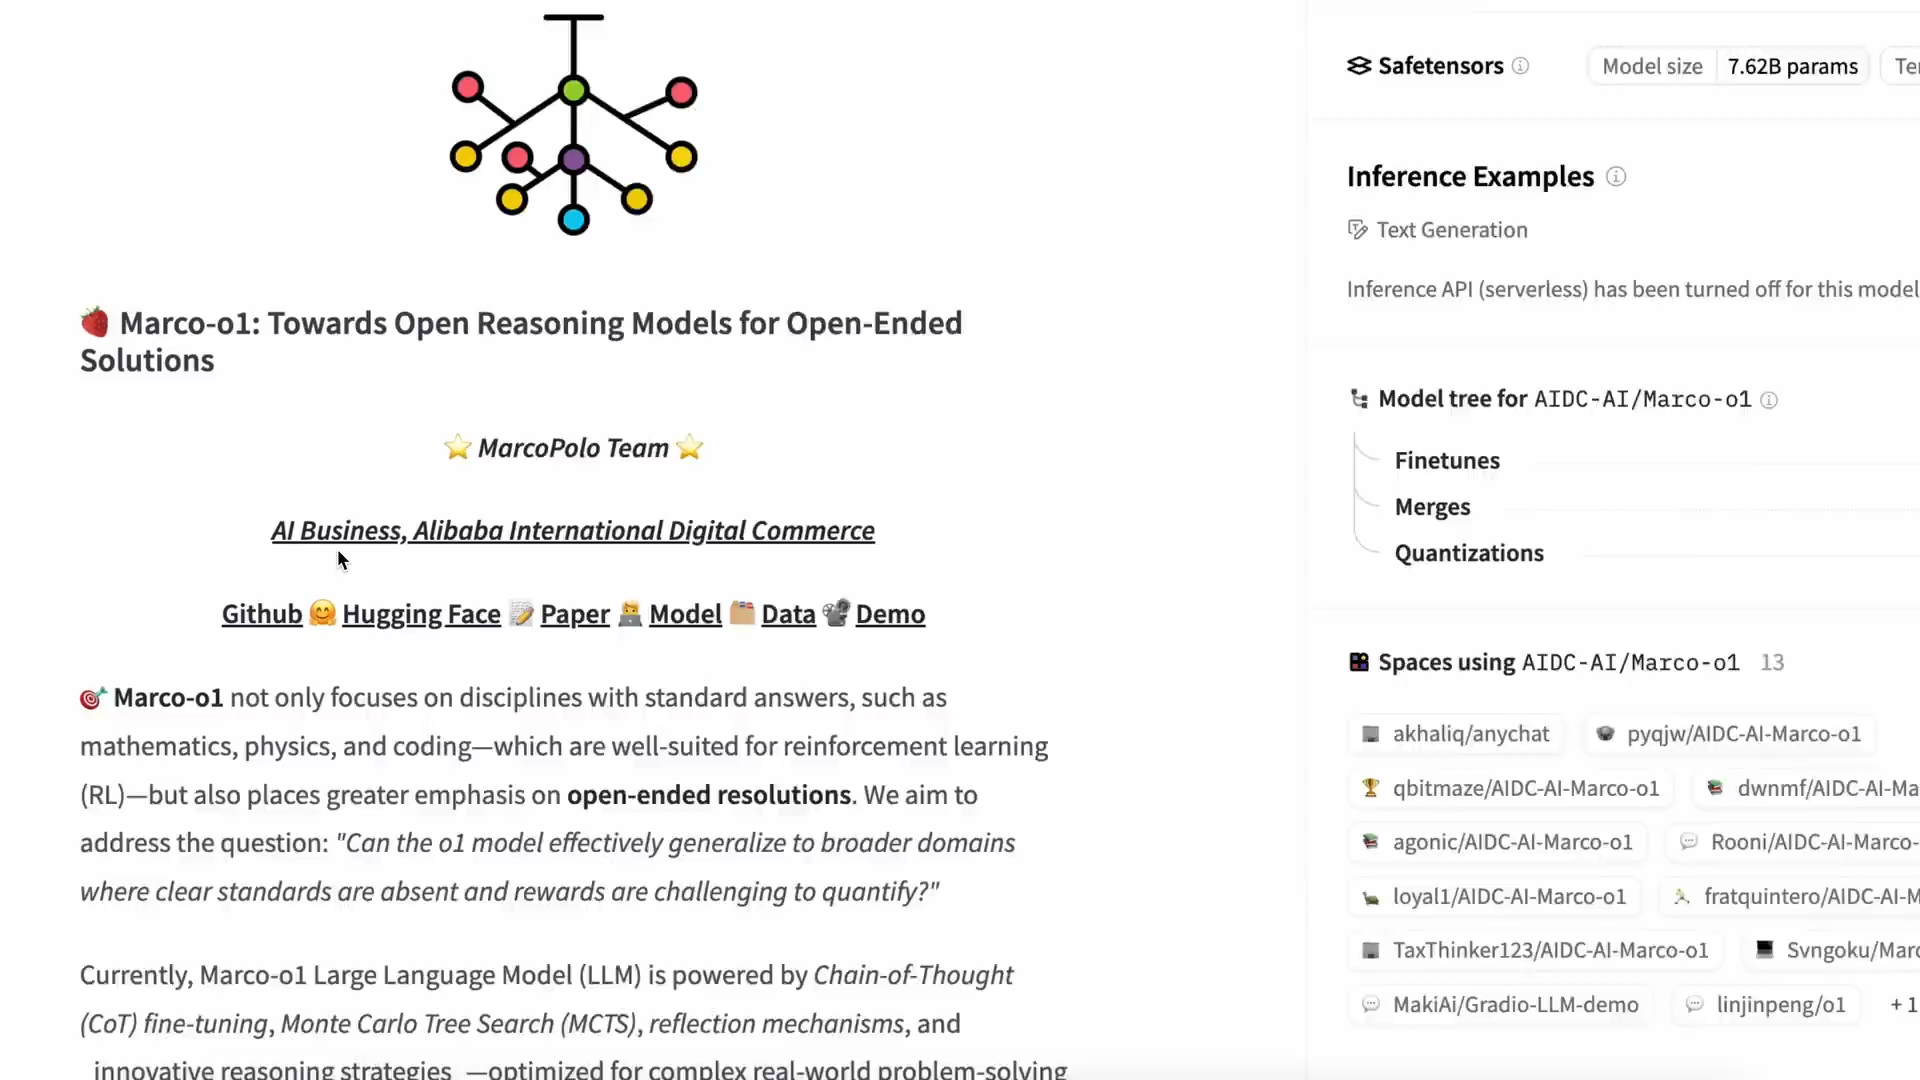 Marco-o1: Towards Open Reasoning Models for Open-Ended
Solutions
MarcoPolo Team
AI Business, Alibaba International Digital Commerce
Github Hugging Face Paper Model Data Demo
Marco-o1 not only focuses on disciplines with standard answers, such as
mathematics, physics, and coding—which are well-suited for reinforcement learning
(RL)—but also places greater emphasis on open-ended resolutions. We aim to
address the question: "Can the o1 model effectively generalize to broader domains
where clear standards are absent and rewards are challenging to quantify?"
Currently, Marco-o1 Large Language Model (LLM) is powered by Chain-of-Thought
(CoT) fine-tuning, Monte Carlo Tree Search (MCTS), reflection mechanisms, and
innovative reasoning strategies —optimized for complex real-world problem-solving
Safetensors
Model size 7.62B params
Inference Examples
Text Generation
Inference API (serverless) has been turned off for this model
Model tree for AIDC-AI/Marco-o1
Finetunes
Merges
Quantizations
Spaces using AIDC-AI/Marco-o1 13
akhaliq/anychat pyqjw/AIDC-AI-Marco-o1
qbitmaze/AIDC-AI-Marco-o1 dwnmf/AIDC-AI-Ma
agonic/AIDC-AI-Marco-o1 Rooni/AIDC-AI-Marco-
loyal1/AIDC-AI-Marco-o1 fratquintero/AIDC-AI-M
TaxThinker123/AIDC-AI-Marco-o1 Svngoku/Marc
MakiAi/Gradio-LLM-demo linjinpeng/o1 + 1